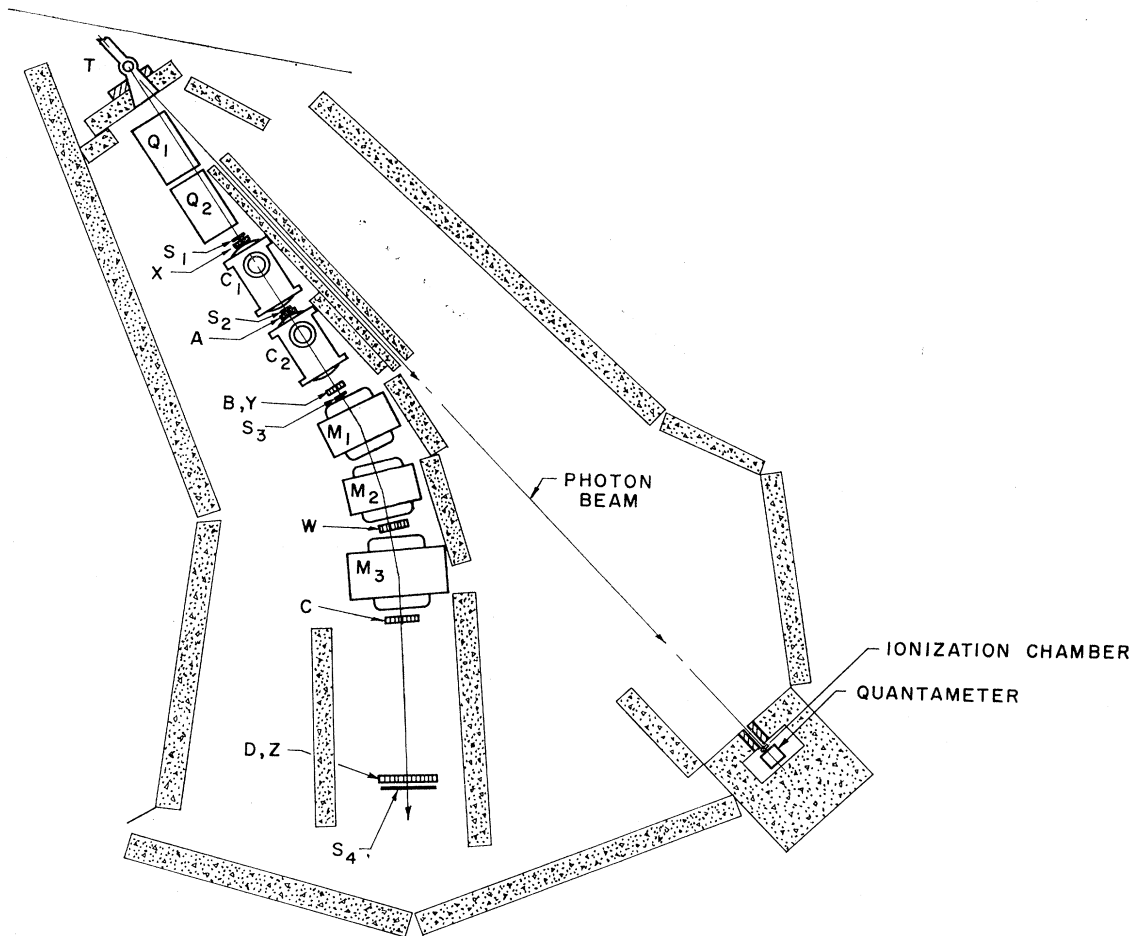 T
Q1
Q2
S1
X
C1
S2
A
C2
B, Y
S3
M1
M2
PHOTON
BEAM
W
M3
C
IONIZATION CHAMBER
QUANTAMETER
D, Z
S4